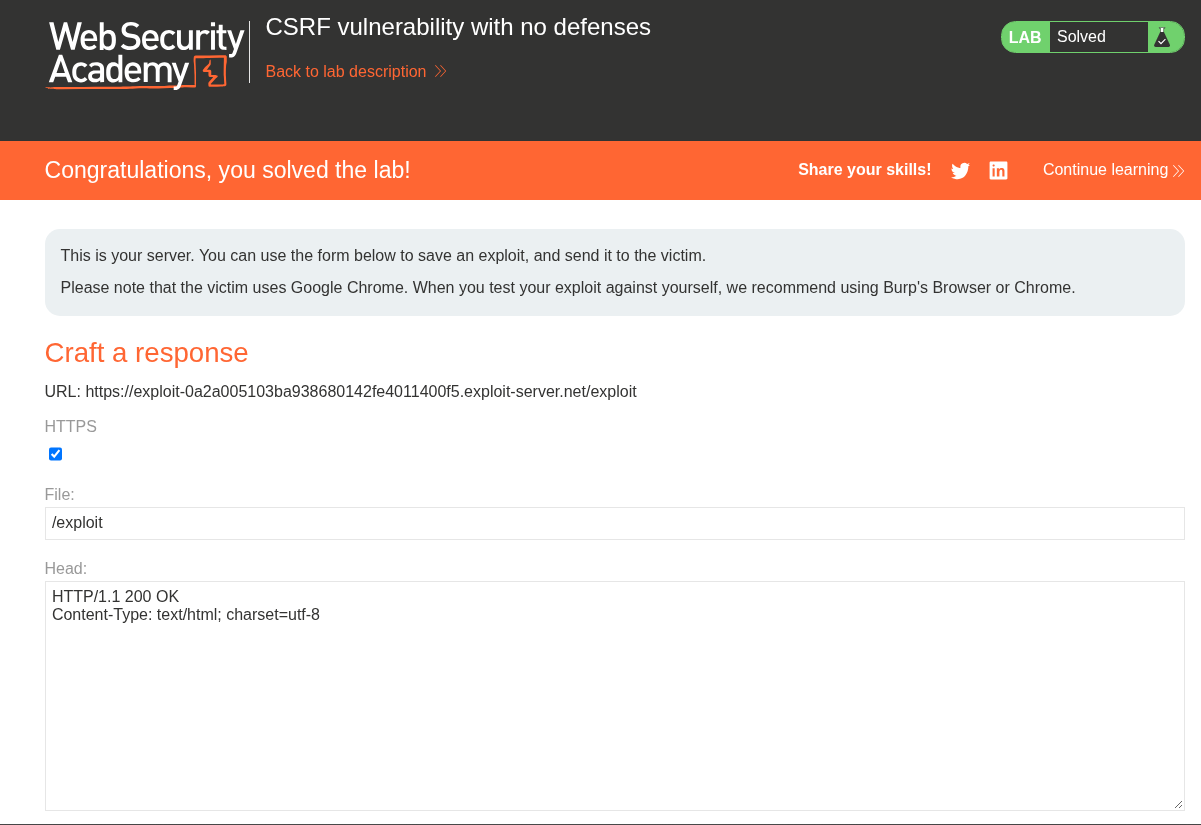 Web Security
Academy
CSRF vulnerability with no defenses
Back to lab description
LAB Solved
Congratulations, you solved the lab!
Share your skills!
in
Continue learning
This is your server. You can use the form below to save an exploit, and send it to the victim.
Please note that the victim uses Google Chrome. When you test your exploit against yourself, we recommend using Burp's Browser or Chrome.
Craft a response
URL: https://exploit-0a2a005103ba938680142fe4011400f5.exploit-server.net/exploit
HTTPS
File:
/exploit
Head:
HTTP/1.1 200 OK
Content-Type: text/html; charset=utf-8